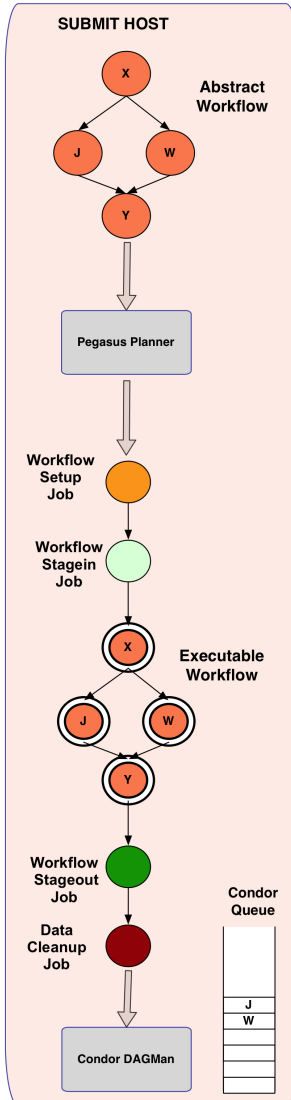 SUBMIT HOST
X
Abstract
Workflow
J
W
Y
Pegasus Planner
Workflow
Setup
Job
Workflow
Stagein
Job
X
Executable
Workflow
J
W
Y
Workflow
Stageout
Job
Data
Cleanup
Job
Condor
Queue
J
W
Condor DAGMan